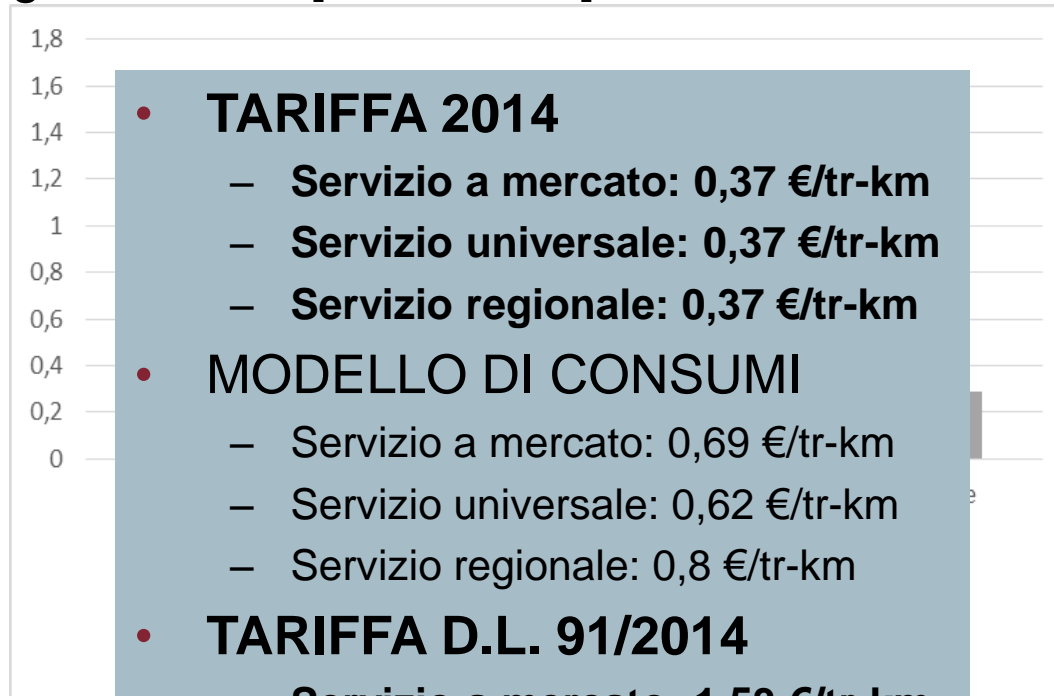 1,8
1,6
1,4
1,2
1
0,8
0,6
0,4
0,2
0
• TARIFFA 2014
– Servizio a mercato: 0,37 €/tr-km
– Servizio universale: 0,37 €/tr-km
– Servizio regionale: 0,37 €/tr-km
• MODELLO DI CONSUMI
– Servizio a mercato: 0,69 €/tr-km
– Servizio universale: 0,62 €/tr-km
– Servizio regionale: 0,8 €/tr-km
• TARIFFA D.L. 91/2014